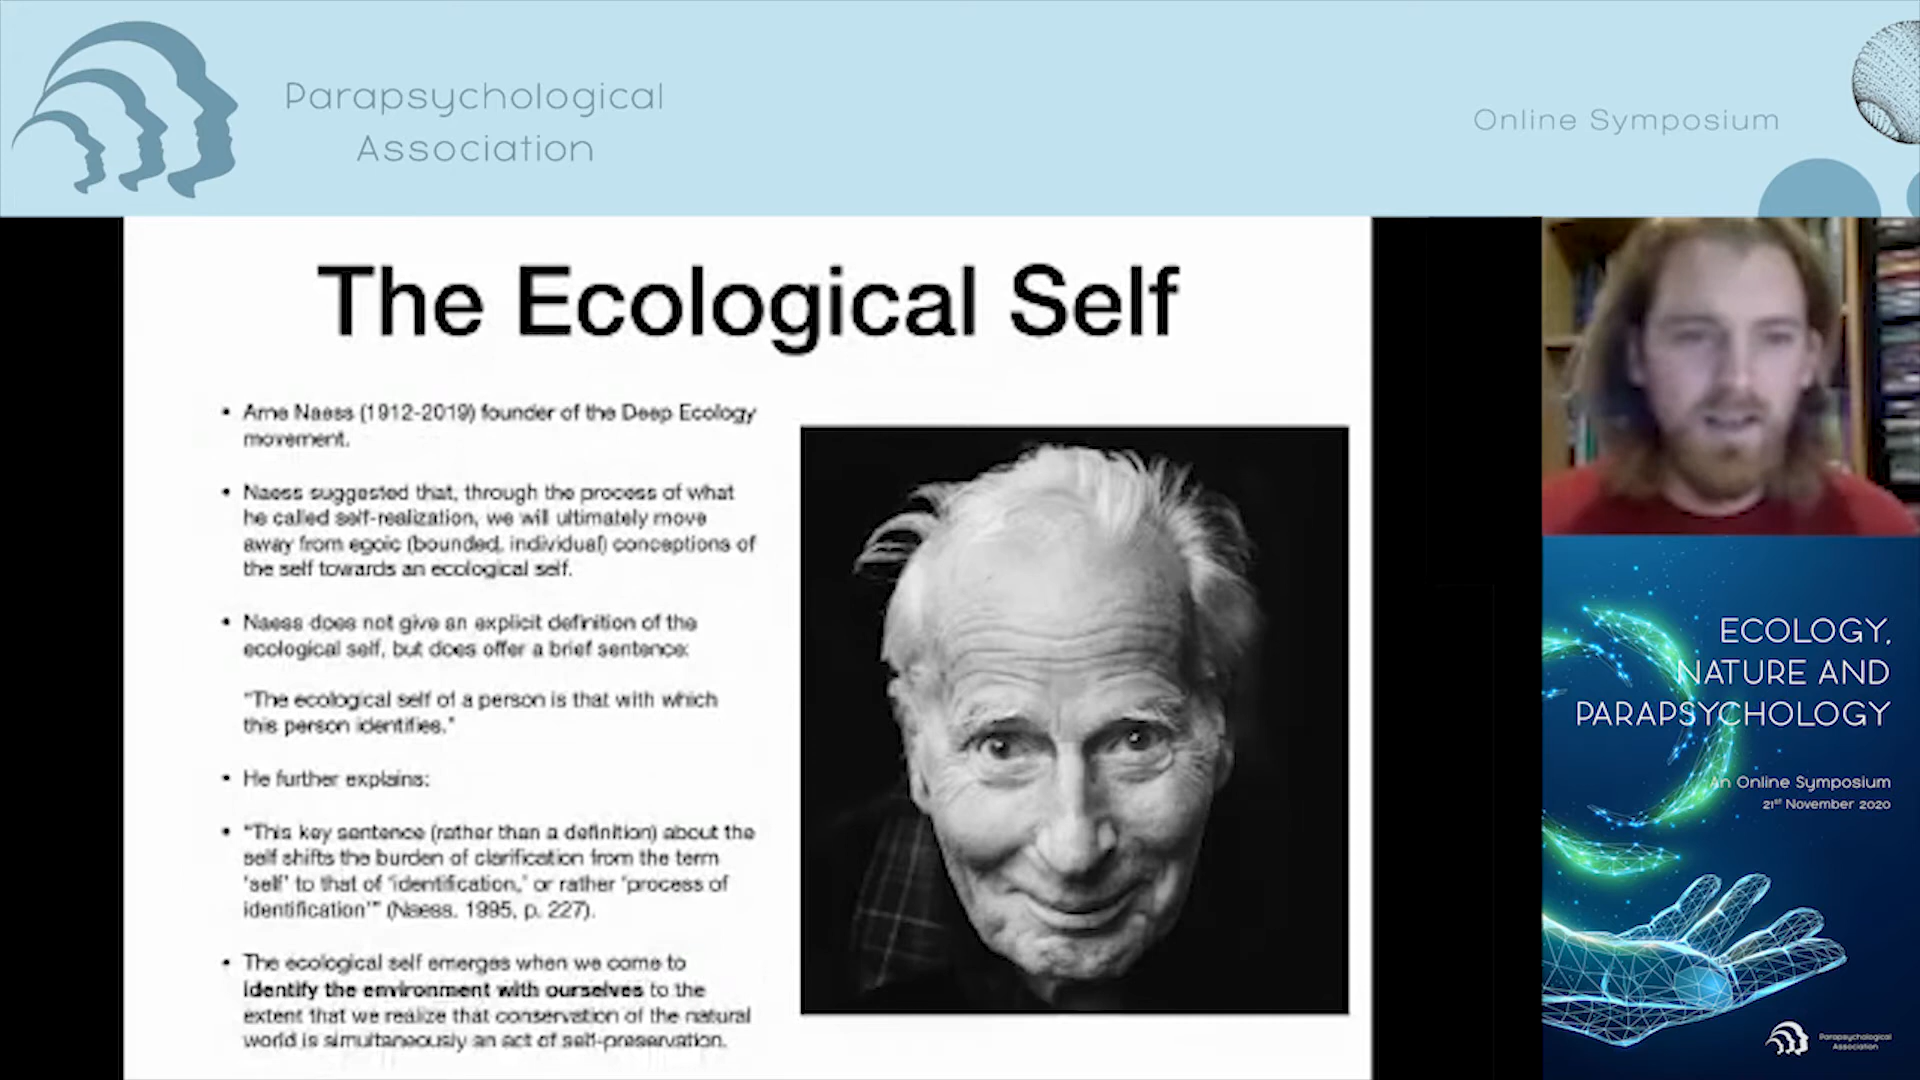 Parapsychological
Association
Online Symposium
The Ecological Self
• Arne Naess (1912-2019) founder of the Deep Ecology
movement.
• Naess suggested that, through the process of what
he called self-realization, we will ultimately move
away from egoic (bounded, individual) conceptions of
the self towards an ecological self.
• Naess does not give an explicit definition of the
ecological self, but does offer a brief sentence:
"The ecological self of a person is that with which
this person identifies."
• He further explains:
• "This key sentence (rather than a definition) about the
self shifts the burden of clarification from the term
'self' to that of 'identification,' or rather 'process of
identification'" (Naess. 1995, p. 227).
• The ecological self emerges when we come to
identify the environment with ourselves to the
extent that we realize that conservation of the natural
world is simultaneously an act of self-preservation.
ECOLOGY,
NATURE AND
PARAPSYCHOLOGY
An Online Symposium
21st November 2020
Parapsychological
Association